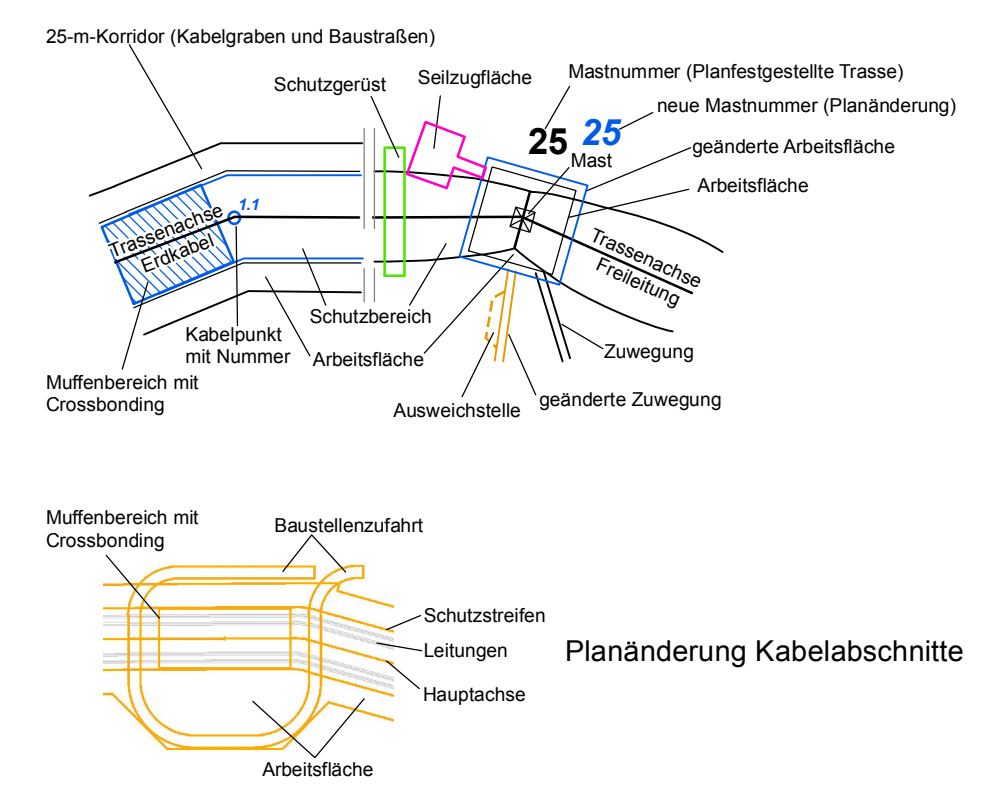 25-m-Korridor (Kabelgraben und Baustraßen)
Schutzgerüst
Seilzugfläche
Mastnummer (Planfestgestellte Trasse)
25
25
neue Mastnummer (Planänderung)
Mast
geänderte Arbeitsfläche
Arbeitsfläche
1.1
Trassenachse
Erdkabel
Trassenachse
Freileitung
Schutzbereich
Kabelpunkt
mit Nummer
Arbeitsfläche
Zuwegung
Muffenbereich mit
Crossbonding
Ausweichstelle
geänderte Zuwegung
Muffenbereich mit
Crossbonding
Baustellenzufahrt
Schutzstreifen
Leitungen
Hauptachse
Planänderung Kabelabschnitte
Arbeitsfläche